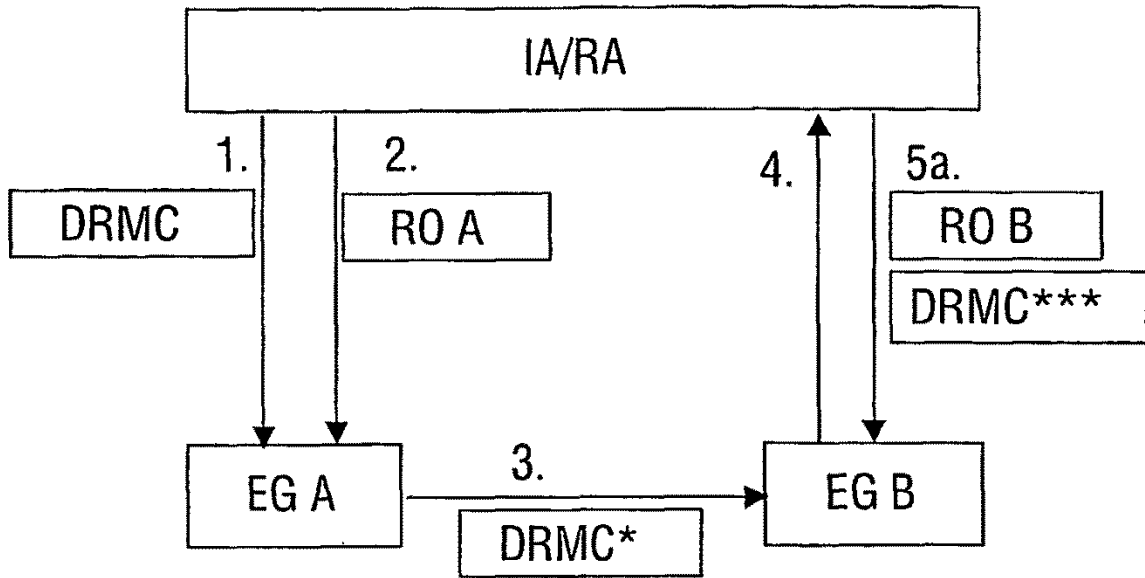 IA/RA
1.
2.
4.
5a.
DRMC
RO A
RO B
DRMC***
EG A
3.
EG B
DRMC*